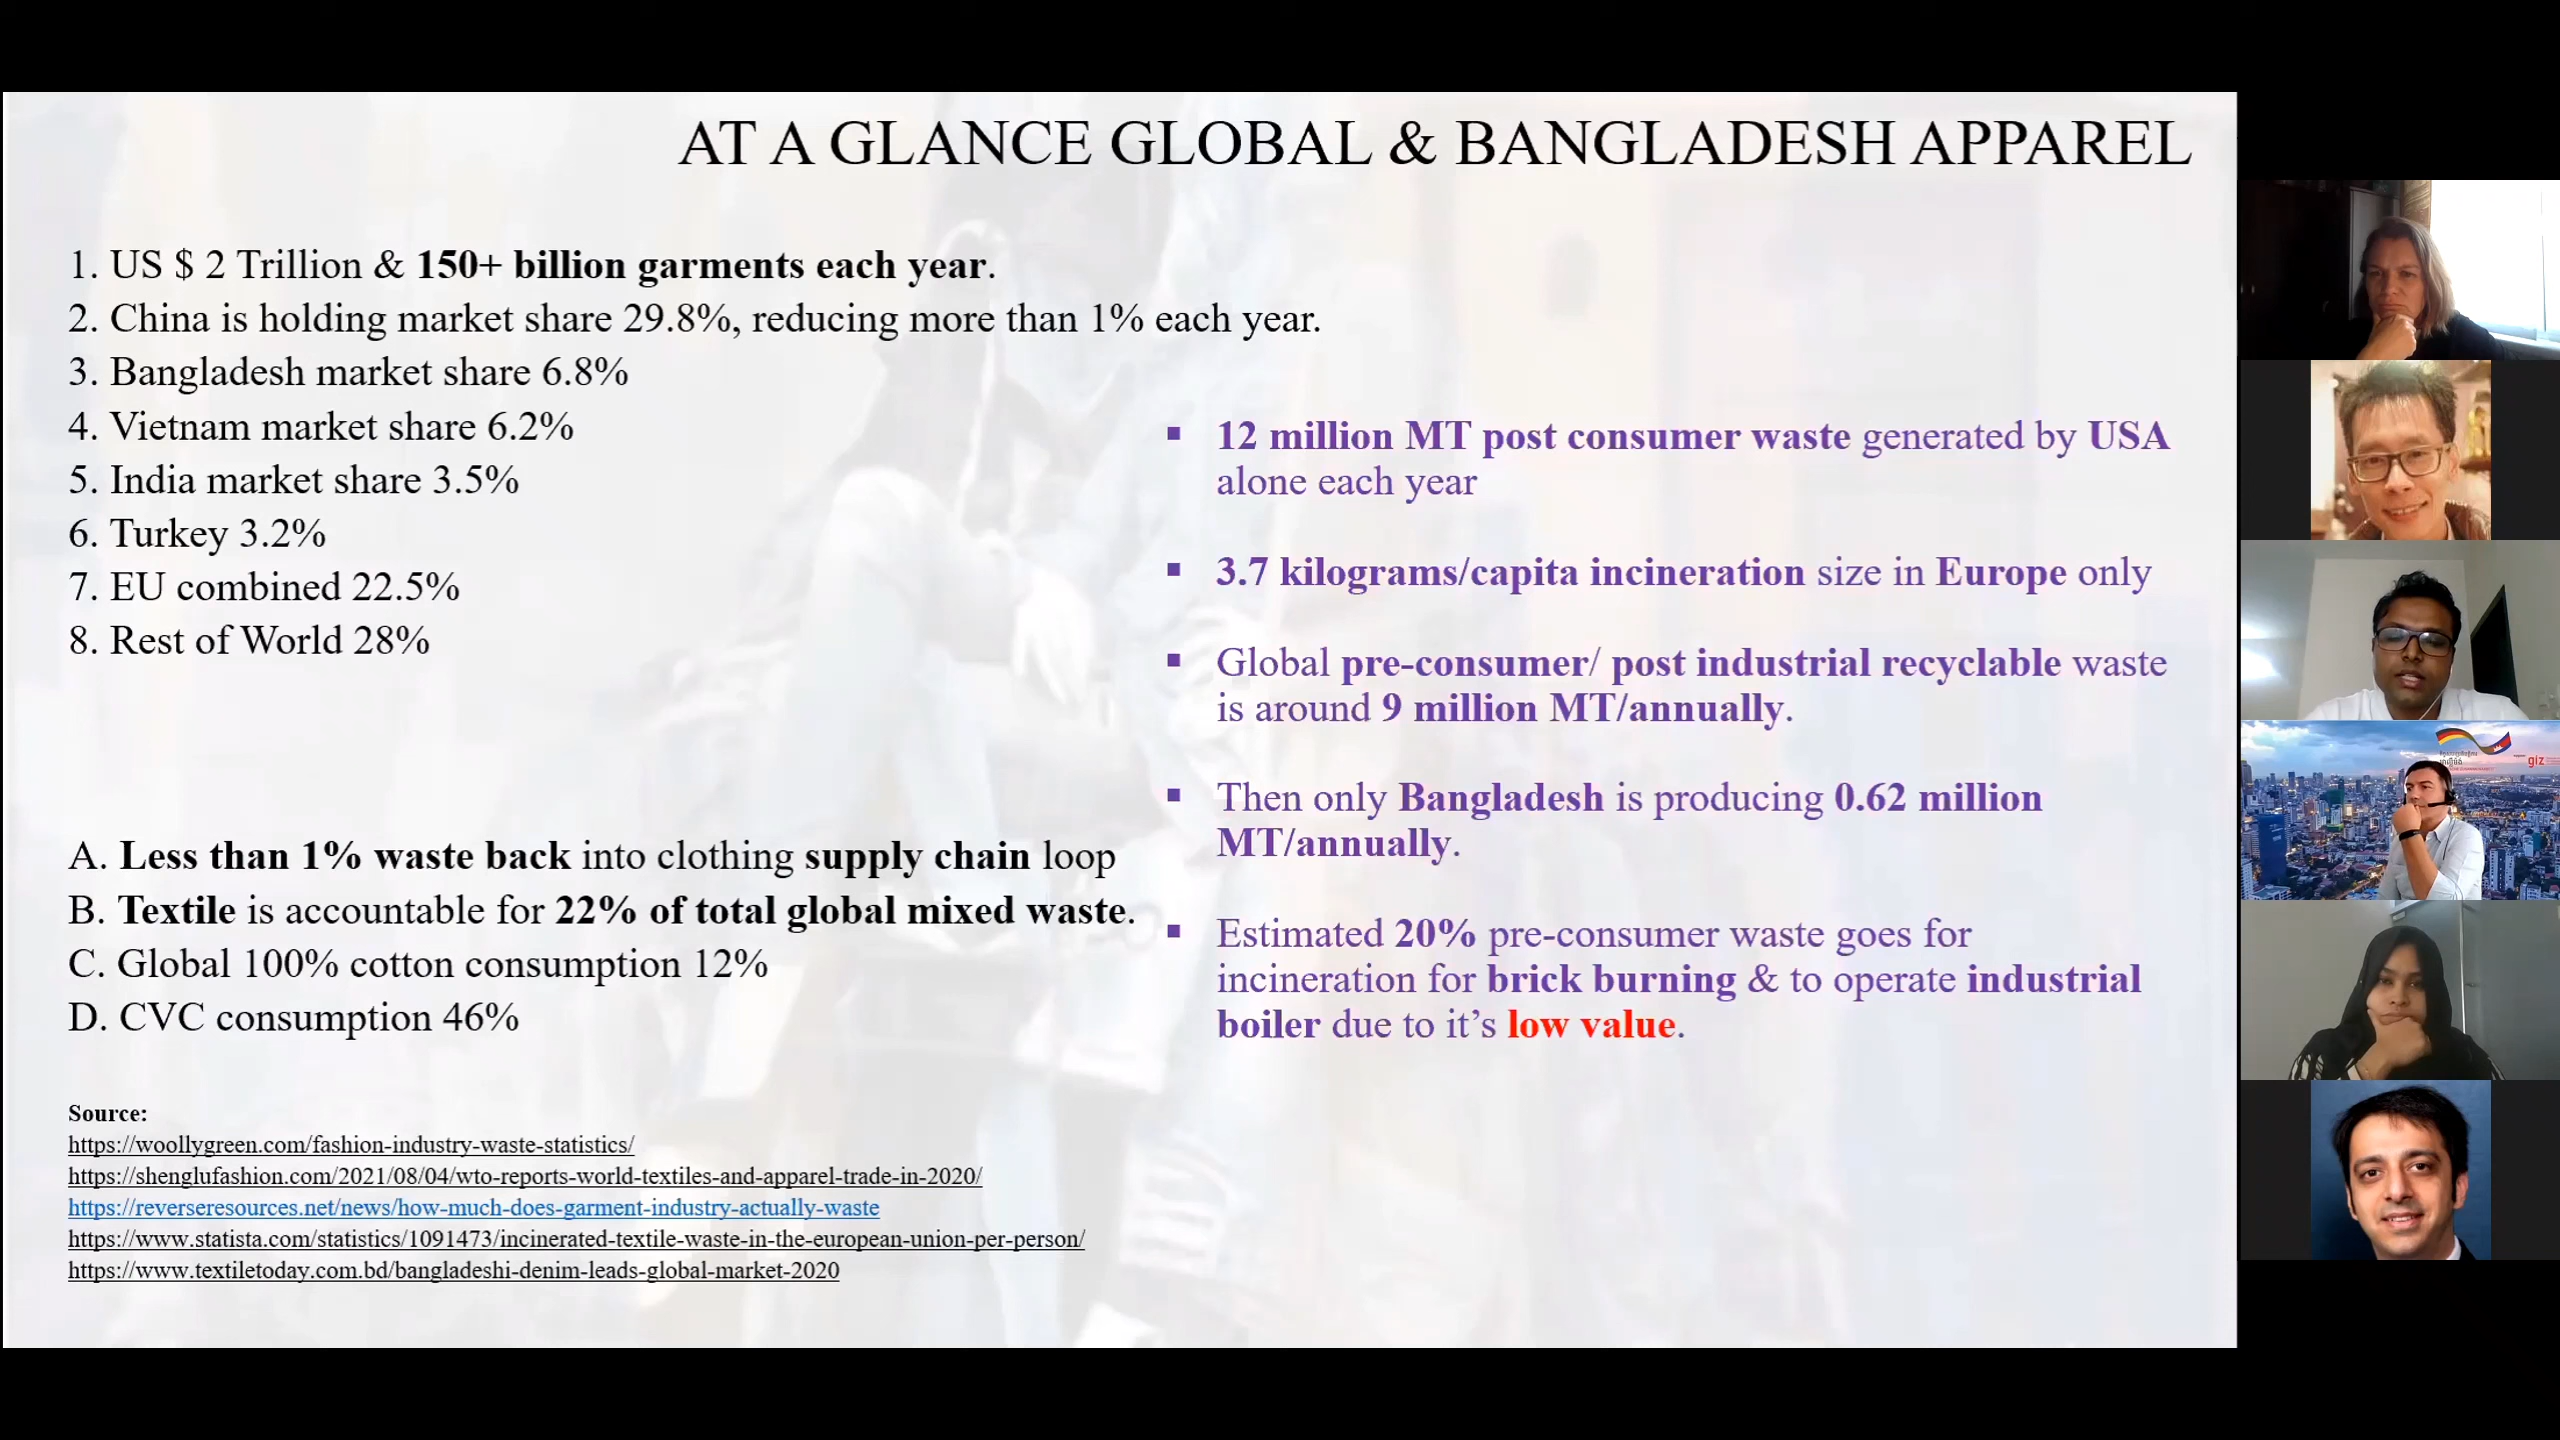 AT A GLANCE GLOBAL & BANGLADESH APPAREL
1. US $ 2 Trillion & 150+ billion garments each year.
2. China is holding market share 29.8%, reducing more than 1% each year.
3. Bangladesh market share 6.8%
4. Vietnam market share 6.2%
5. India market share 3.5%
6. Turkey 3.2%
7. EU combined 22.5%
8. Rest of World 28%
A. Less than 1% waste back into clothing supply chain loop
B. Textile is accountable for 22% of total global mixed waste.
C. Global 100% cotton consumption 12%
D. CVC consumption 46%
Source:
https://woollygreen.com/fashion-industry-waste-statistics/
https://shenglufashion.com/2021/08/04/wto-reports-world-textiles-and-apparel-trade-in-2020/
https://reverseresources.net/news/how-much-does-garment-industry-actually-waste
https://www.statista.com/statistics/1091473/incinerated-textile-waste-in-the-european-union-per-person/
https://www.textiletoday.com.bd/bangladeshi-denim-leads-global-market-2020
▪ 12 million MT post consumer waste generated by USA
alone each year
▪ 3.7 kilograms/capita incineration size in Europe only
▪ Global pre-consumer/ post industrial recyclable waste
is around 9 million MT/annually.
▪ Then only Bangladesh is producing 0.62 million
MT/annually.
▪ Estimated 20% pre-consumer waste goes for
incineration for brick burning & to operate industrial
boiler due to it’s low value.
giz